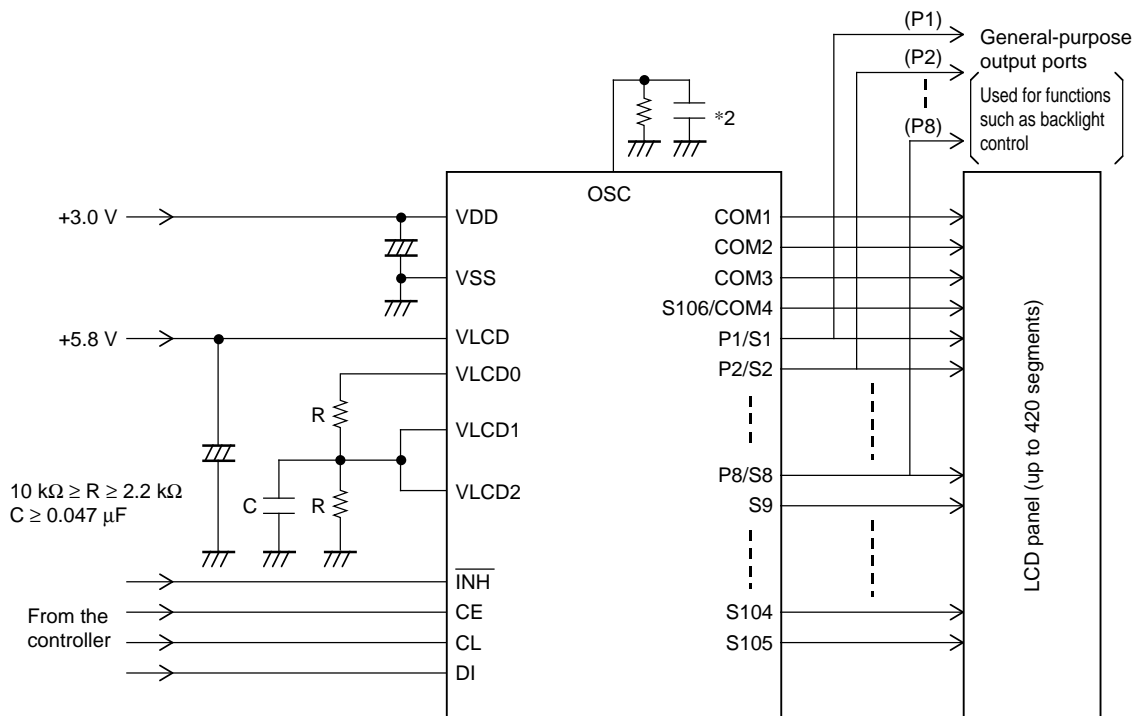 (P1)
General-purpose
output ports
(P2)
Used for functions
such as backlight
control
(P8)
*2
OSC
+3.0 V
VDD
VSS
+5.8 V
VLCD
VLCD0
R
VLCD1
VLCD2
C
R
10 kΩ ≥ R ≥ 2.2 kΩ
C ≥ 0.047 μF
INH
CE
CL
DI
From the
controller
COM1
COM2
COM3
S106/COM4
P1/S1
P2/S2
P8/S8
S9
S104
S105
LCD panel (up to 420 segments)